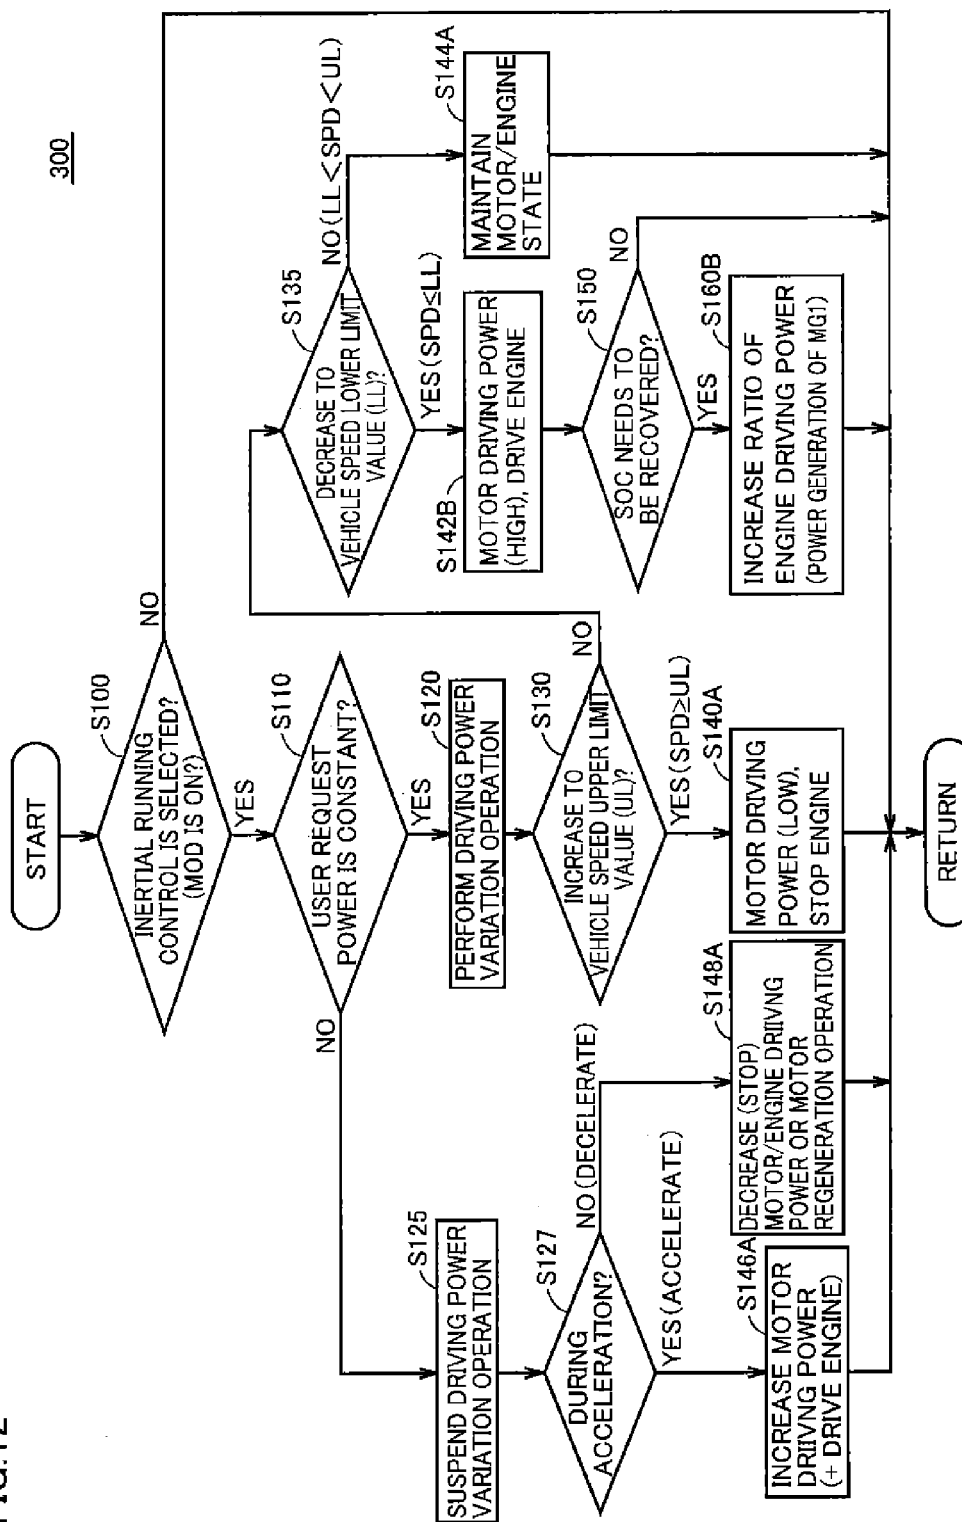 FIG.12
300
START
S100
INERTIAL RUNNING
CONTROL IS SELECTED?
(MOD IS ON?)
NO
YES
S110
USER REQUEST
POWER IS CONSTANT?
NO
YES
S120
PERFORM DRIVING POWER
VARIATION OPERATION
S125
SUSPEND DRIVING POWER
VARIATION OPERATION
S127
DURING
ACCELERATION?
NO(DECELERATE)
YES(ACCELERATE)
S130
INCREASE TO
VEHICLE SPEED UPPER LIMIT
VALUE (UL)?
NO
YES(SPD≥UL)
S135
DECREASE TO
VEHICLE SPEED LOWER LIMIT
VALUE (LL)?
NO(LL<SPD<UL)
YES(SPD≤LL)
S146A
INCREASE MOTOR
DRIIVNG POWER
(+ DRIVE ENGINE)
S148A
DECREASE (STOP)
MOTOR/ENGINE DRIIVNG
POWER OR MOTOR
REGENERATION OPERATION
S140A
MOTOR DRIVING
POWER (LOW),
STOP ENGINE
S142B
MOTOR DRIVING POWER
(HIGH), DRIVE ENGINE
S144A
MAINTAIN
MOTOR/ENGINE
STATE
S150
SOC NEEDS TO
BE RECOVERED?
NO
YES
S160B
INCREASE RATIO OF
ENGINE DRIVING POWER
(POWER GENERATION OF MG1)
RETURN